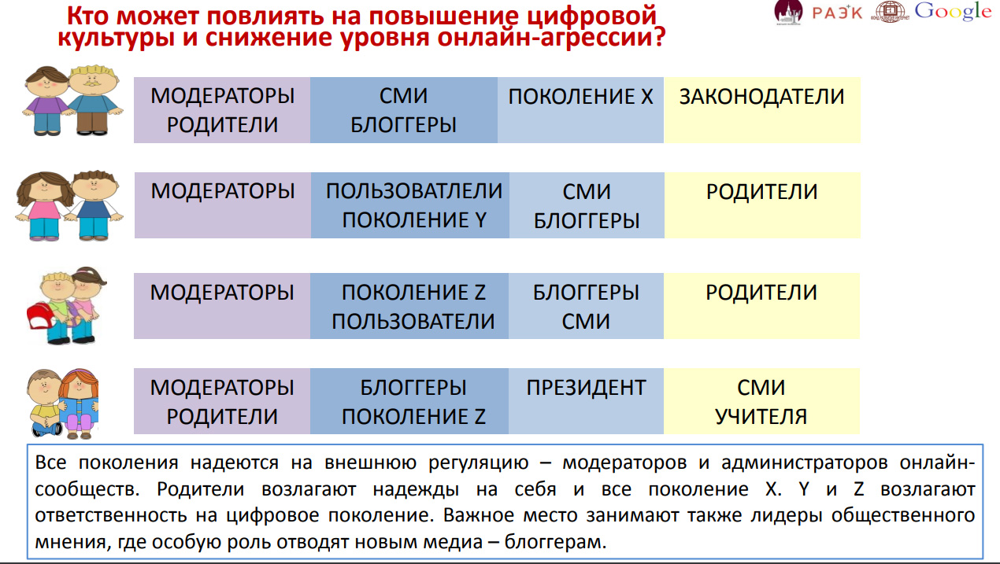 Кто может повлиять на повышение цифровой
культуры и снижение уровня онлайн-агрессии?
РАЭК
ФОНД РАЗВИТИЯ ИНТЕРНЕТ
Google
МОДЕРАТОРЫ
РОДИТЕЛИ
СМИ
БЛОГГЕРЫ
ПОКОЛЕНИЕ X
ЗАКОНОДАТЕЛИ
МОДЕРАТОРЫ
ПОЛЬЗОВАТЛЕЛИ
ПОКОЛЕНИЕ Y
СМИ
БЛОГГЕРЫ
РОДИТЕЛИ
МОДЕРАТОРЫ
ПОКОЛЕНИЕ Z
ПОЛЬЗОВАТЕЛИ
БЛОГГЕРЫ
СМИ
РОДИТЕЛИ
МОДЕРАТОРЫ
РОДИТЕЛИ
БЛОГГЕРЫ
ПОКОЛЕНИЕ Z
ПРЕЗИДЕНТ
СМИ
УЧИТЕЛЯ
Все поколения надеются на внешнюю регуляцию – модераторов и администраторов онлайн-
сообществ. Родители возлагают надежды на себя и все поколение X. Y и Z возлагают
ответственность на цифровое поколение. Важное место занимают также лидеры общественного
мнения, где особую роль отводят новым медиа – блоггерам.